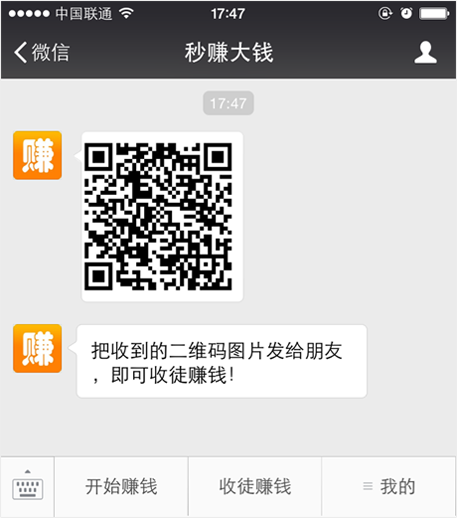 中国联通 17:47
微信 秒赚大钱
17:47
赚
赚
把收到的二维码图片发给朋友
，即可收徒赚钱！
开始赚钱 收徒赚钱 ≡ 我的